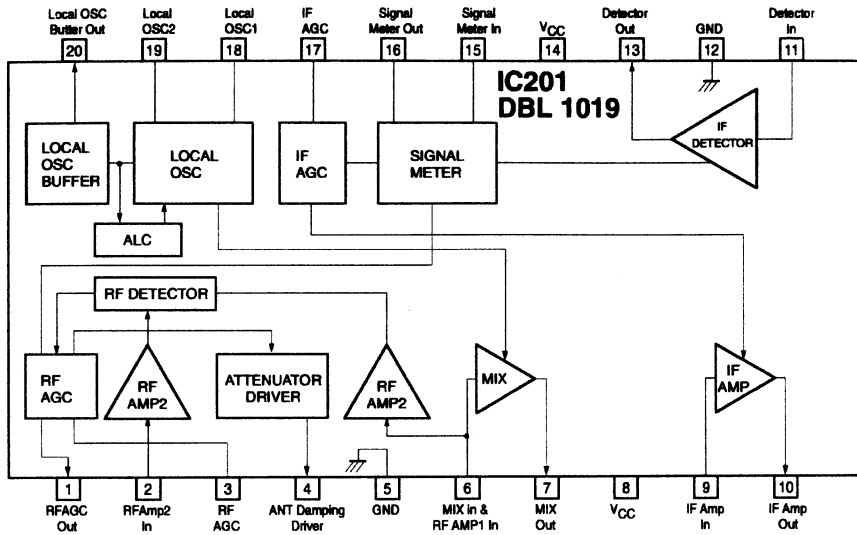 Local OSC
Butter Out
20
Local
OSC2
19
Local
OSC1
18
IF
AGC
17
Signal
Meter Out
16
Signal
Meter In
15
VCC
14
Detector
Out
13
GND
12
Detector
In
11
IC201
DBL 1019
LOCAL
OSC
BUFFER
LOCAL
OSC
IF
AGC
SIGNAL
METER
IF
DETECTOR
ALC
RF DETECTOR
RF
AGC
RF
AMP2
ATTENUATOR
DRIVER
RF
AMP2
MIX
IF
AMP
1
RFAGC
Out
2
RFAmp2
In
3
RF
AGC
4
ANT Damping
Driver
5
GND
6
MIX in &
RF AMP1 In
7
MIX
Out
8
VCC
9
IF Amp
In
10
IF Amp
Out